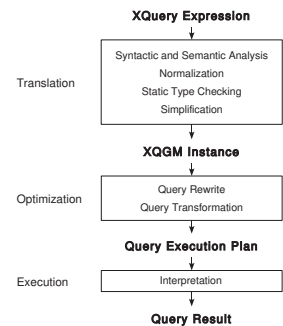 XQuery Expression
Syntactic and Semantic Analysis
Normalization
Translation
Static Type Checking
Simplification
XQGM Instance
Query Rewrite
Optimization
Query Transformation
Query Execution Plan
Execution
Interpretation
Query Result